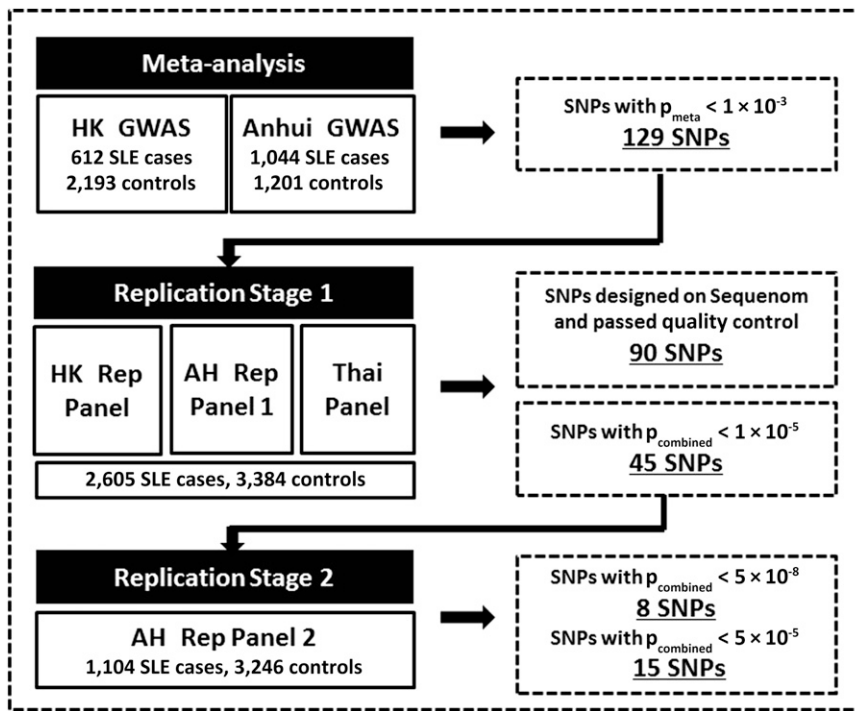 Meta-analysis
HK GWAS
612 SLE cases
2,193 controls
Anhui GWAS
1,044 SLE cases
1,201 controls
SNPs with p_meta < 1 × 10^-3
129 SNPs
Replication Stage 1
HK Rep
Panel
AH Rep
Panel 1
Thai
Panel
2,605 SLE cases, 3,384 controls
SNPs designed on Sequenom
and passed quality control
90 SNPs
SNPs with p_combined < 1 × 10^-5
45 SNPs
Replication Stage 2
AH Rep Panel 2
1,104 SLE cases, 3,246 controls
SNPs with p_combined < 5 × 10^-8
8 SNPs
SNPs with p_combined < 5 × 10^-5
15 SNPs